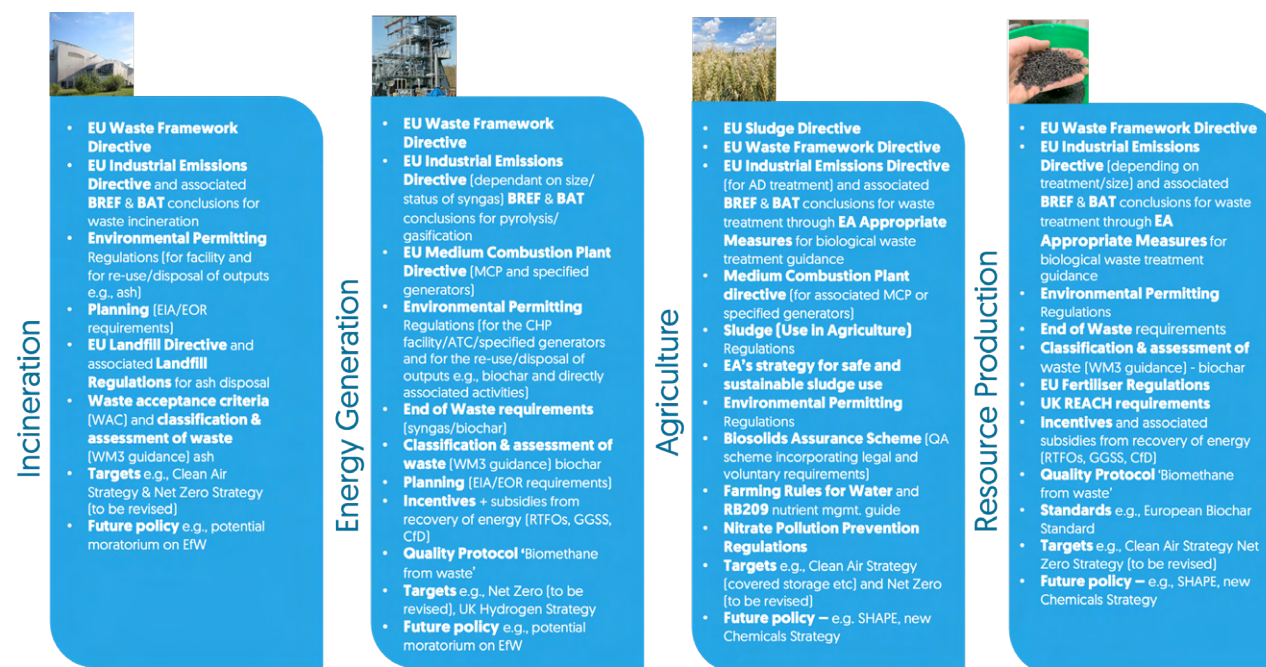 Incineration
• EU Waste Framework
Directive
• EU Industrial Emissions
Directive and associated
BREF & BAT conclusions for
waste incineration
• Environmental Permitting
Regulations (for facility and
for re-use/disposal of outputs
e.g., ash)
• Planning (EIA/EOR
requirements)
• EU Landfill Directive and
associated Landfill
Regulations for ash disposal
• Waste acceptance criteria
(WAC) and classification &
assessment of waste
(WM3 guidance) ash
• Targets e.g., Clean Air
Strategy & Net Zero Strategy
(to be revised)
• Future policy e.g., potential
moratorium on EfW
Energy Generation
• EU Waste Framework
Directive
• EU Industrial Emissions
Directive (dependant on size/
status of syngas) BREF & BAT
conclusions for pyrolysis/
gasification
• EU Medium Combustion Plant
Directive (MCP and specified
generators)
• Environmental Permitting
Regulations (for the CHP
facility/ATC/specified generators
and for the re-use/disposal of
outputs e.g., biochar and directly
associated activities)
• End of Waste requirements
(syngas/biochar)
• Classification & assessment of
waste (WM3 guidance) biochar
• Planning (EIA/EOR requirements)
• Incentives + subsidies from
recovery of energy (RTFOs, GGSS,
CfD)
• Quality Protocol ‘Biomethane
from waste’
• Targets e.g., Net Zero (to be
revised), UK Hydrogen Strategy
• Future policy e.g., potential
moratorium on EfW
Agriculture
• EU Sludge Directive
• EU Waste Framework Directive
• EU Industrial Emissions Directive
(for AD treatment) and associated
BREF & BAT conclusions for waste
treatment through EA Appropriate
Measures for biological waste
treatment guidance
• Medium Combustion Plant
directive (for associated MCP or
specified generators)
• Sludge (Use in Agriculture)
Regulations
• EA’s strategy for safe and
sustainable sludge use
• Environmental Permitting
Regulations
• Biosolids Assurance Scheme (QA
scheme incorporating legal and
voluntary requirements)
• Farming Rules for Water and
RB209 nutrient mgmt. guide
• Nitrate Pollution Prevention
Regulations
• Targets e.g., Clean Air Strategy
(covered storage etc) and Net Zero
(to be revised)
• Future policy – e.g. SHAPE, new
Chemicals Strategy
Resource Production
• EU Waste Framework Directive
• EU Industrial Emissions
Directive (depending on
treatment/size) and associated
BREF & BAT conclusions for waste
treatment through EA
Appropriate Measures for
biological waste treatment
guidance
• Environmental Permitting
Regulations
• End of Waste requirements
• Classification & assessment of
waste (WM3 guidance) - biochar
• EU Fertiliser Regulations
• UK REACH requirements
• Incentives and associated
subsidies from recovery of energy
(RTFOs, GGSS, CfD)
• Quality Protocol ‘Biomethane
from waste’
• Standards e.g., European Biochar
Standard
• Targets e.g., Clean Air Strategy Net
Zero Strategy (to be revised)
• Future policy – e.g., SHAPE, new
Chemicals Strategy